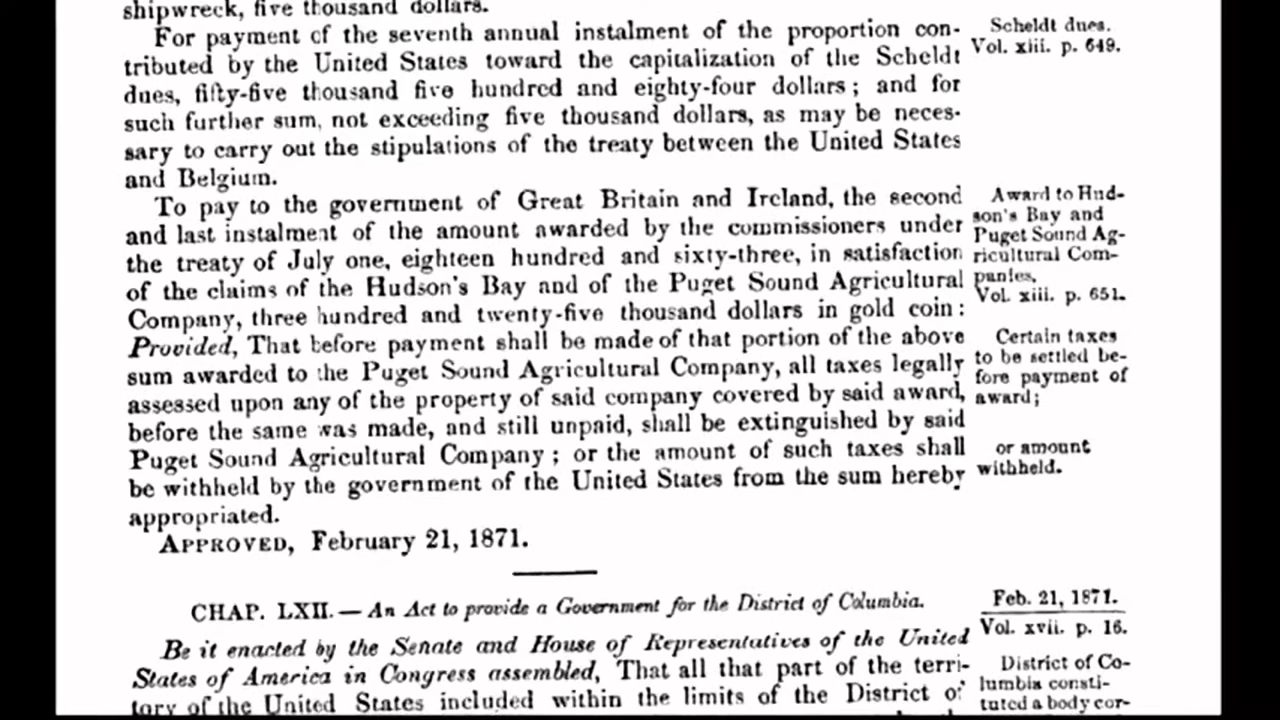 shipwreck, five thousand dollars.
For payment of the seventh annual instalment of the proportion con-
tributed by the United States toward the capitalization of the Scheldt
dues, fifty-five thousand five hundred and eighty-four dollars; and for
such further sum, not exceeding five thousand dollars, as may be neces-
sary to carry out the stipulations of the treaty between the United States
and Belgium.
Scheldt dues.
Vol. xiii. p. 649.
To pay to the government of Great Britain and Ireland, the second
and last instalment of the amount awarded by the commissioners under
the treaty of July one, eighteen hundred and sixty-three, in satisfaction
of the claims of the Hudson's Bay and of the Puget Sound Agricultural
Company, three hundred and twenty-five thousand dollars in gold coin:
Provided, That before payment shall be made of that portion of the above
sum awarded to the Puget Sound Agricultural Company, all taxes legally
assessed upon any of the property of said company covered by said award,
before the same was made, and still unpaid, shall be extinguished by said
Puget Sound Agricultural Company; or the amount of such taxes shall
be withheld by the government of the United States from the sum hereby
appropriated.
Award to Hud-
son's Bay and
Puget Sound Ag-
ricultural Com-
panies.
Vol. xiii. p. 651.
Certain taxes
to be settled be-
fore payment of
award;
or amount
withheld.
APPROVED, February 21, 1871.
CHAP. LXII. — An Act to provide a Government for the District of Columbia.
Feb. 21, 1871.
Vol. xvii. p. 16.
Be it enacted by the Senate and House of Representatives of the United
States of America in Congress assembled, That all that part of the terri-
tory of the United States included within the limits of the District of
District of Co-
lumbia consti-
tuted a body cor-